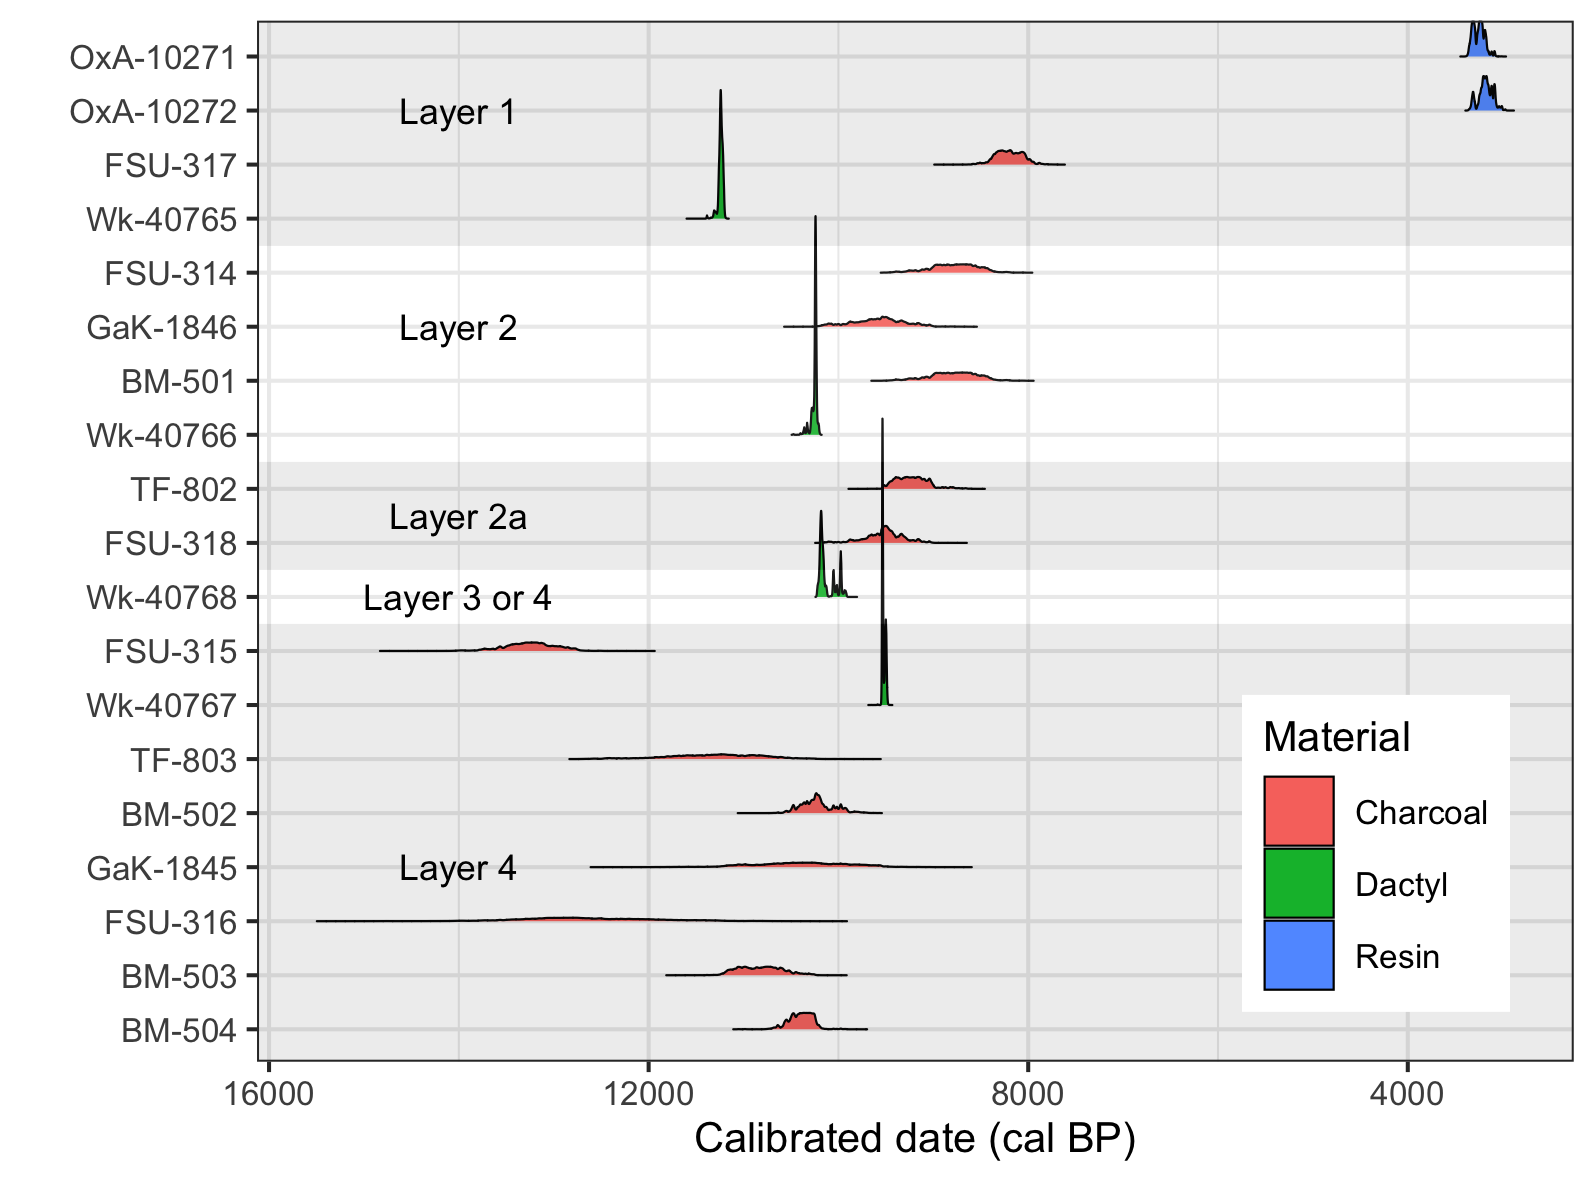 OxA-10271
OxA-10272
Layer 1
FSU-317
Wk-40765
FSU-314
GaK-1846
Layer 2
BM-501
Wk-40766
TF-802
Layer 2a
FSU-318
Wk-40768
Layer 3 or 4
FSU-315
Wk-40767
TF-803
BM-502
GaK-1845
Layer 4
FSU-316
BM-503
BM-504
Material
Charcoal
Dactyl
Resin
16000 12000 8000 4000
Calibrated date (cal BP)